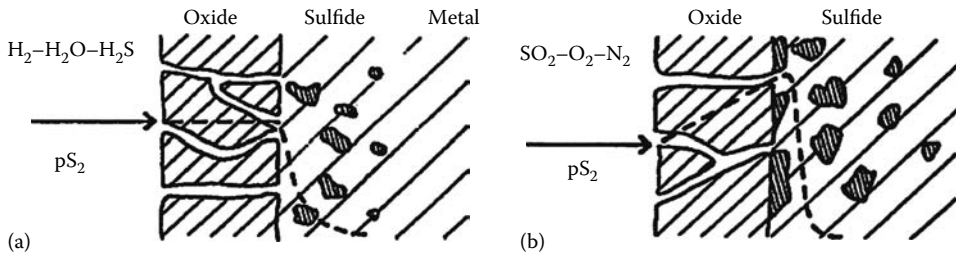 Oxide Sulfide Metal
H₂–H₂O–H₂S
pS₂
(a)
Oxide Sulfide
SO₂–O₂–N₂
pS₂
(b)